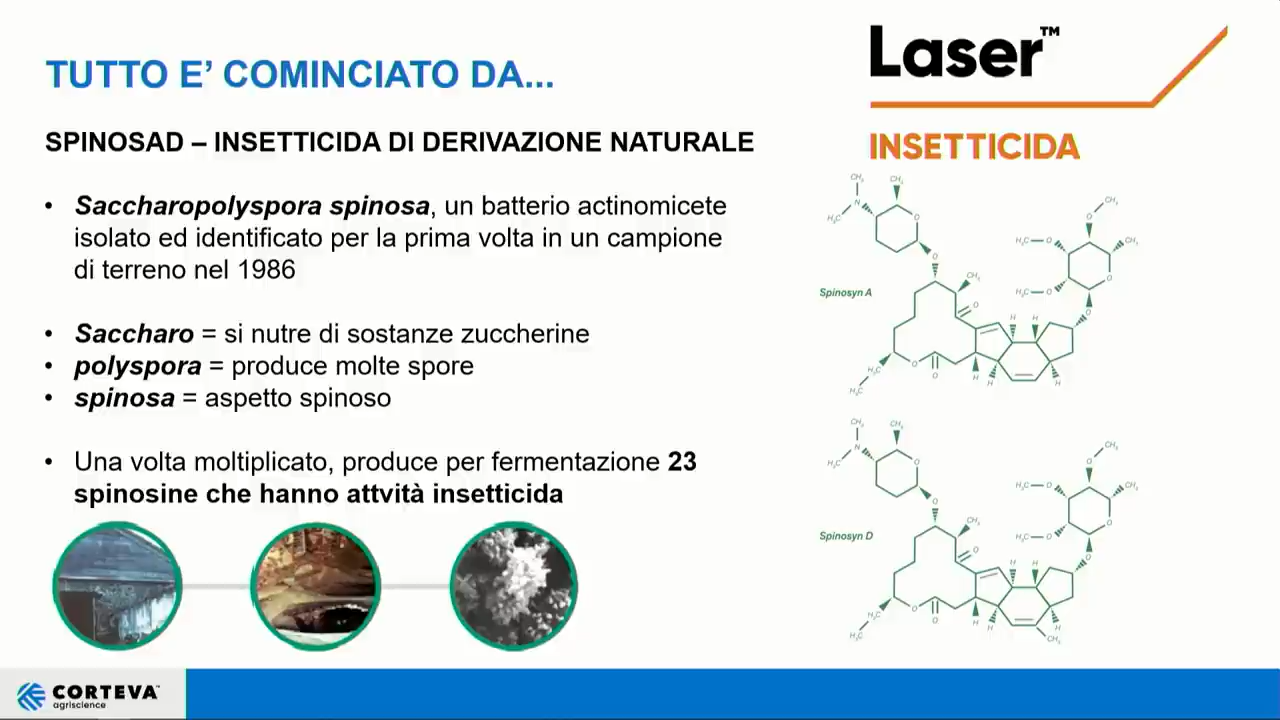 TUTTO E’ COMINCIATO DA...
SPINOSAD – INSETTICIDA DI DERIVAZIONE NATURALE
• Saccharopolyspora spinosa, un batterio actinomicete
isolato ed identificato per la prima volta in un campione
di terreno nel 1986
• Saccharo = si nutre di sostanze zuccherine
• polyspora = produce molte spore
• spinosa = aspetto spinoso
• Una volta moltiplicato, produce per fermentazione 23
spinosine che hanno attvità insetticida
Laser™
INSETTICIDA
Spinosyn A
Spinosyn D
CORTEVA™
agriscience